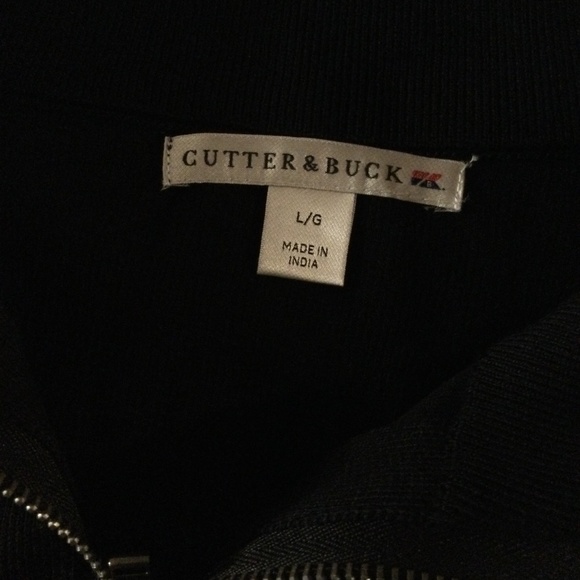 CUTTER & BUCK
L/G
MADE IN
INDIA